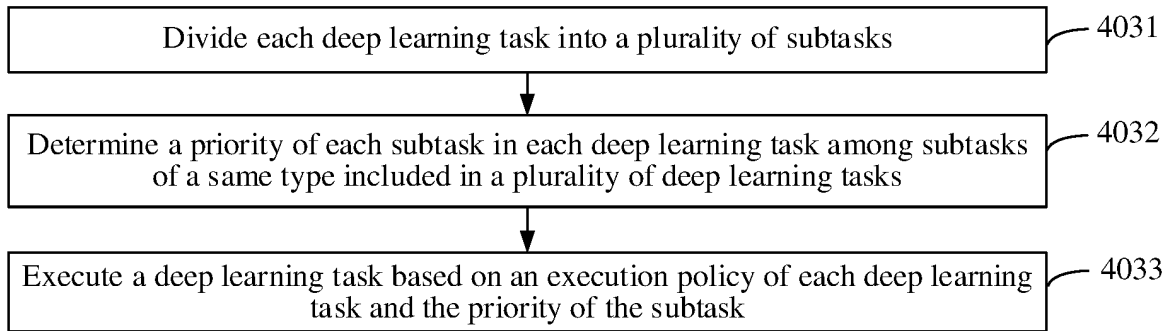 Divide each deep learning task into a plurality of subtasks
4031
Determine a priority of each subtask in each deep learning task among subtasks
of a same type included in a plurality of deep learning tasks
4032
Execute a deep learning task based on an execution policy of each deep learning
task and the priority of the subtask
4033